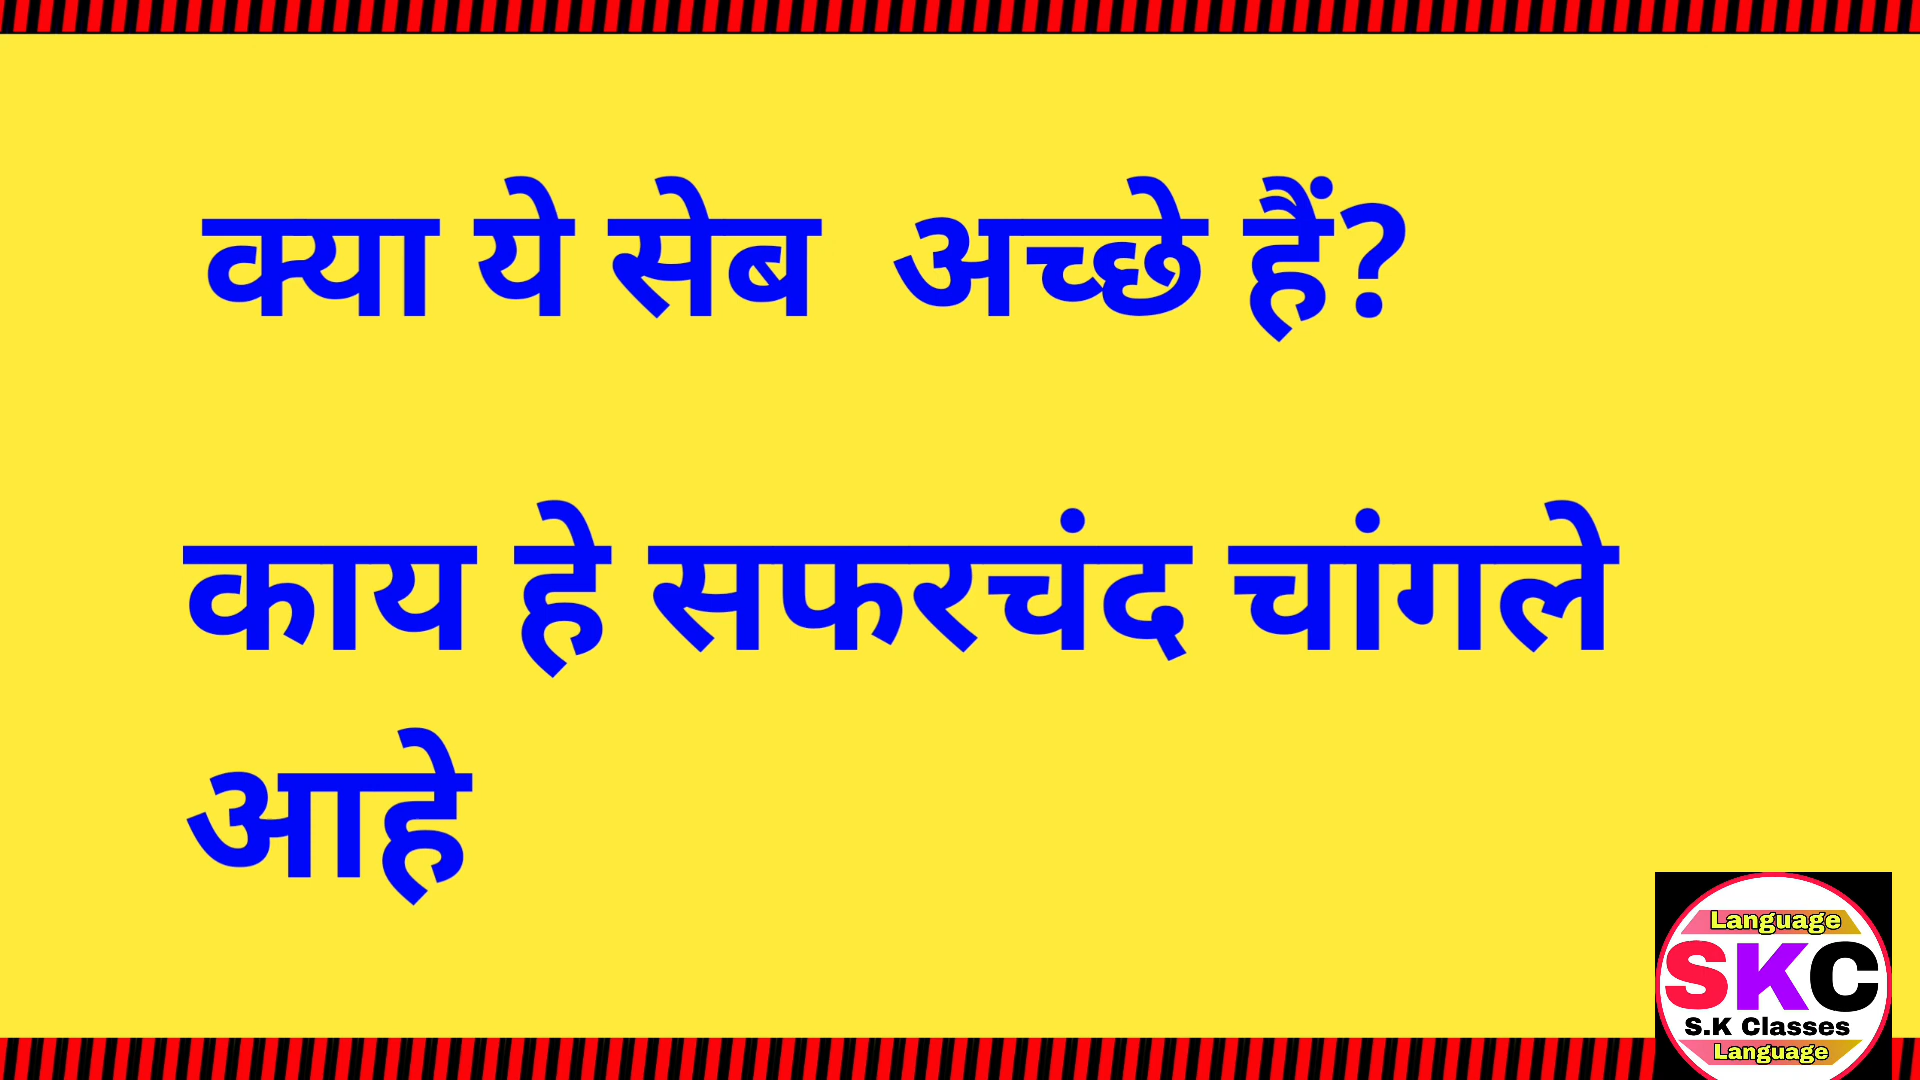 क्या ये सेब अच्छे हैं?
काय हे सफरचंद चांगले
आहे
Language
SKC
S.K Classes
Language